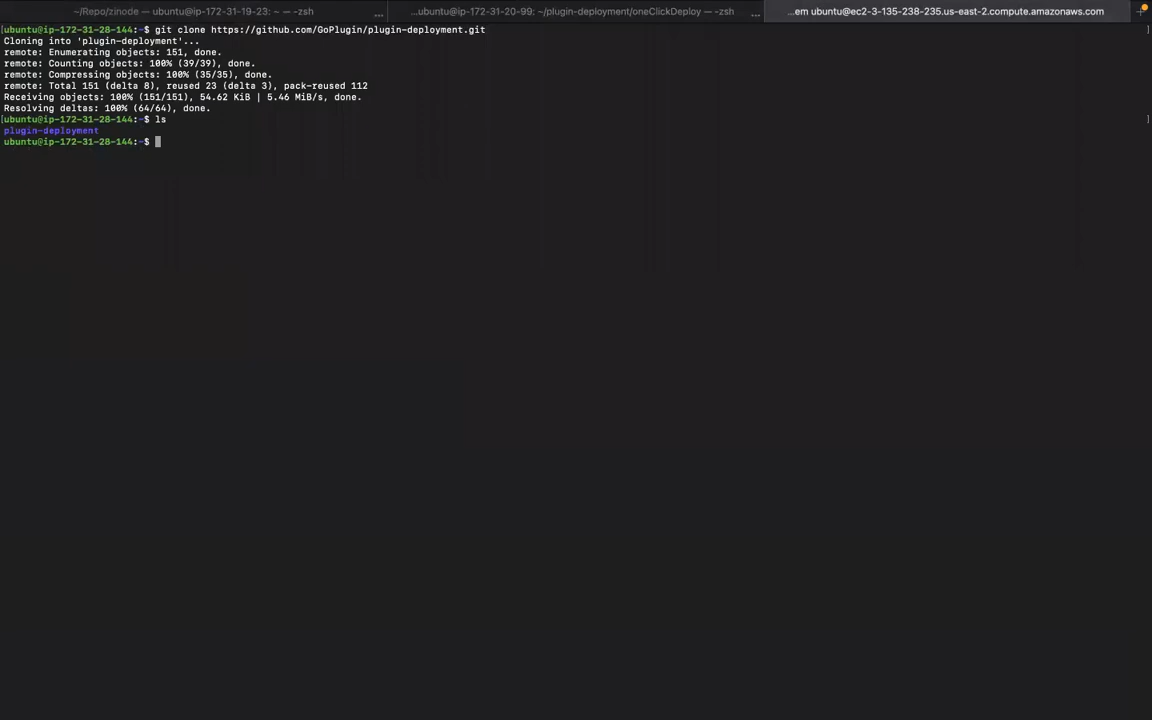 ~/Repo/zinode — ubuntu@ip-172-31-19-23: ~ — -zsh ... ...ubuntu@ip-172-31-20-99: ~/plugin-deployment/oneClickDeploy — -zsh ... ...em ubuntu@ec2-3-135-238-235.us-east-2.compute.amazonaws.com +
[ubuntu@ip-172-31-28-144:~$ git clone https://github.com/GoPlugin/plugin-deployment.git ]
Cloning into 'plugin-deployment'...
remote: Enumerating objects: 151, done.
remote: Counting objects: 100% (39/39), done.
remote: Compressing objects: 100% (35/35), done.
remote: Total 151 (delta 8), reused 23 (delta 3), pack-reused 112
Receiving objects: 100% (151/151), 54.62 KiB | 5.46 MiB/s, done.
Resolving deltas: 100% (64/64), done.
[ubuntu@ip-172-31-28-144:~$ ls ]
plugin-deployment
ubuntu@ip-172-31-28-144:~$